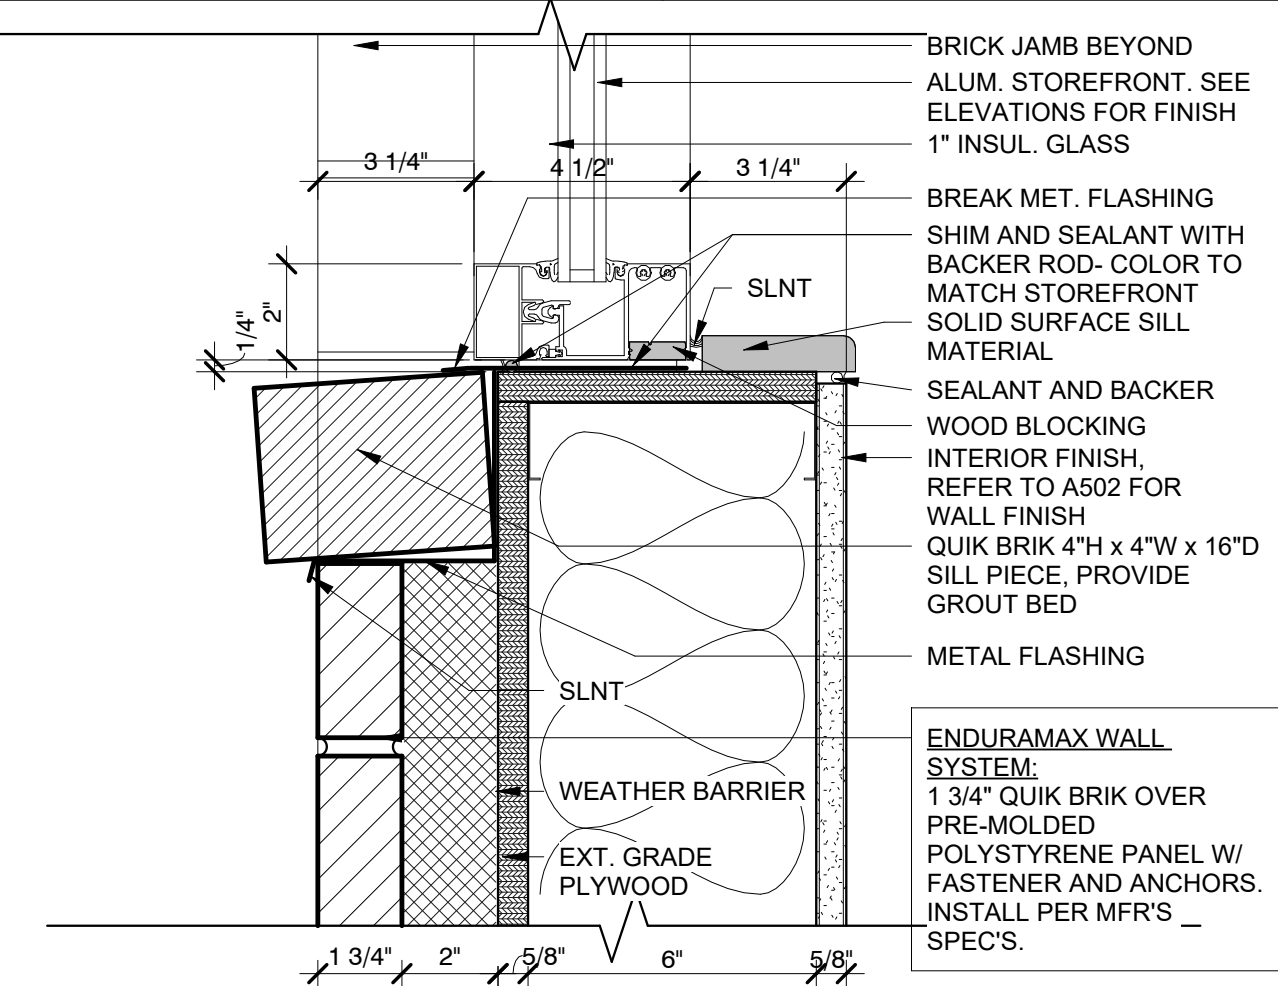 BRICK JAMB BEYOND
ALUM. STOREFRONT. SEE
ELEVATIONS FOR FINISH
1" INSUL. GLASS
3 1/4"
4 1/2"
3 1/4"
BREAK MET. FLASHING
SHIM AND SEALANT WITH
BACKER ROD- COLOR TO
MATCH STOREFRONT
SLNT
SOLID SURFACE SILL
MATERIAL
2"
1/4"
SEALANT AND BACKER
WOOD BLOCKING
INTERIOR FINISH,
REFER TO A502 FOR
WALL FINISH
QUIK BRIK 4"H x 4"W x 16"D
SILL PIECE, PROVIDE
GROUT BED
METAL FLASHING
SLNT
ENDURAMAX WALL
SYSTEM:
1 3/4" QUIK BRIK OVER
PRE-MOLDED
POLYSTYRENE PANEL W/
FASTENER AND ANCHORS.
INSTALL PER MFR'S
SPEC'S.
WEATHER BARRIER
EXT. GRADE
PLYWOOD
1 3/4"
2"
5/8"
6"
5/8"